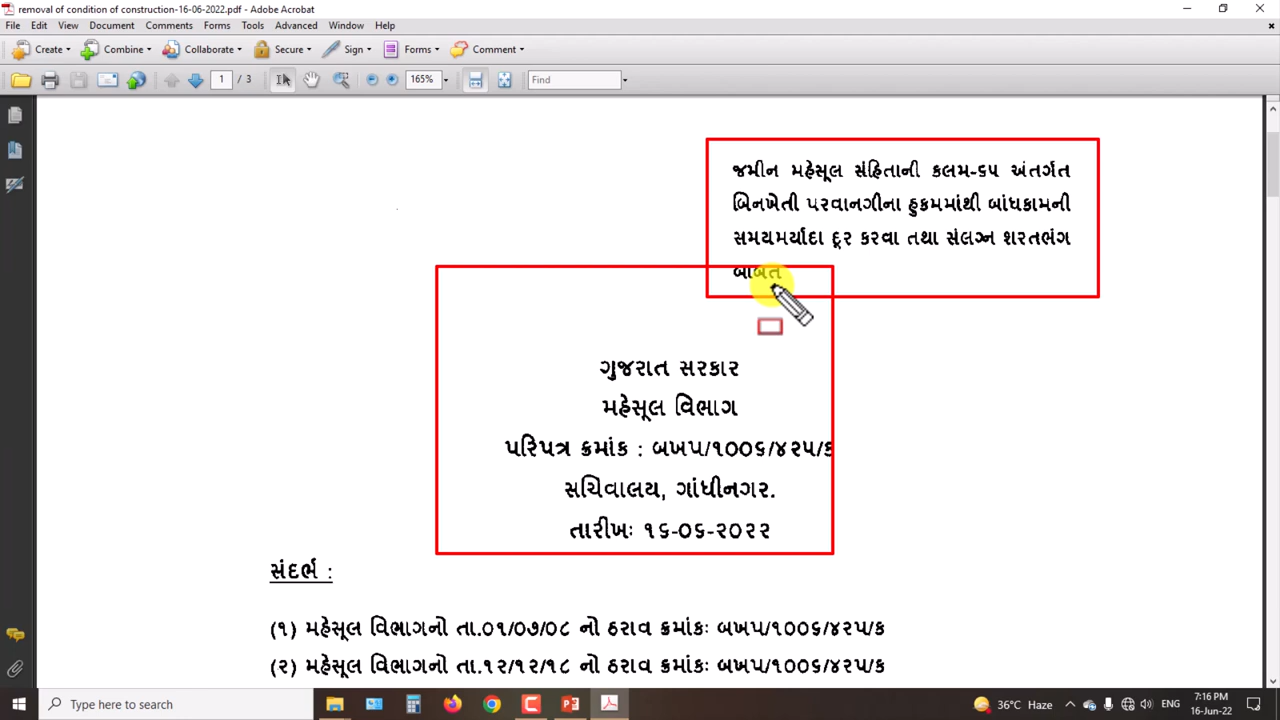 removal of condition of construction-16-06-2022.pdf - Adobe Acrobat
File Edit View Document Comments Forms Tools Advanced Window Help
Create Combine Collaborate Secure Sign Forms Comment
1 / 3 165% Find
જમીન મહેસૂલ સંહિતાની કલમ-૬૫ અંતર્ગત
બિનખેતી પરવાનગીના હુકમમાંથી બાંધકામની
સમયમર્યાદા દૂર કરવા તથા સંલગ્ન શરતભંગ
બાબત
ગુજરાત સરકાર
મહેસૂલ વિભાગ
પરિપત્ર ક્રમાંક : બખપ/૧૦૦૬/૪૨૫/ક
સચિવાલય, ગાંધીનગર.
તારીખઃ ૧૬-૦૬-૨૦૨૨
સંદર્ભ :
(૧) મહેસૂલ વિભાગનો તા.૦૧/૦૭/૦૮ નો ઠરાવ ક્રમાંકઃ બખપ/૧૦૦૬/૪૨૫/ક
(૨) મહેસૂલ વિભાગનો તા.૧૨/૧૨/૧૮ નો ઠરાવ ક્રમાંકઃ બખપ/૧૦૦૬/૪૨૫/ક
Type here to search
36°C Haze
ENG
7:16 PM
16-Jun-22